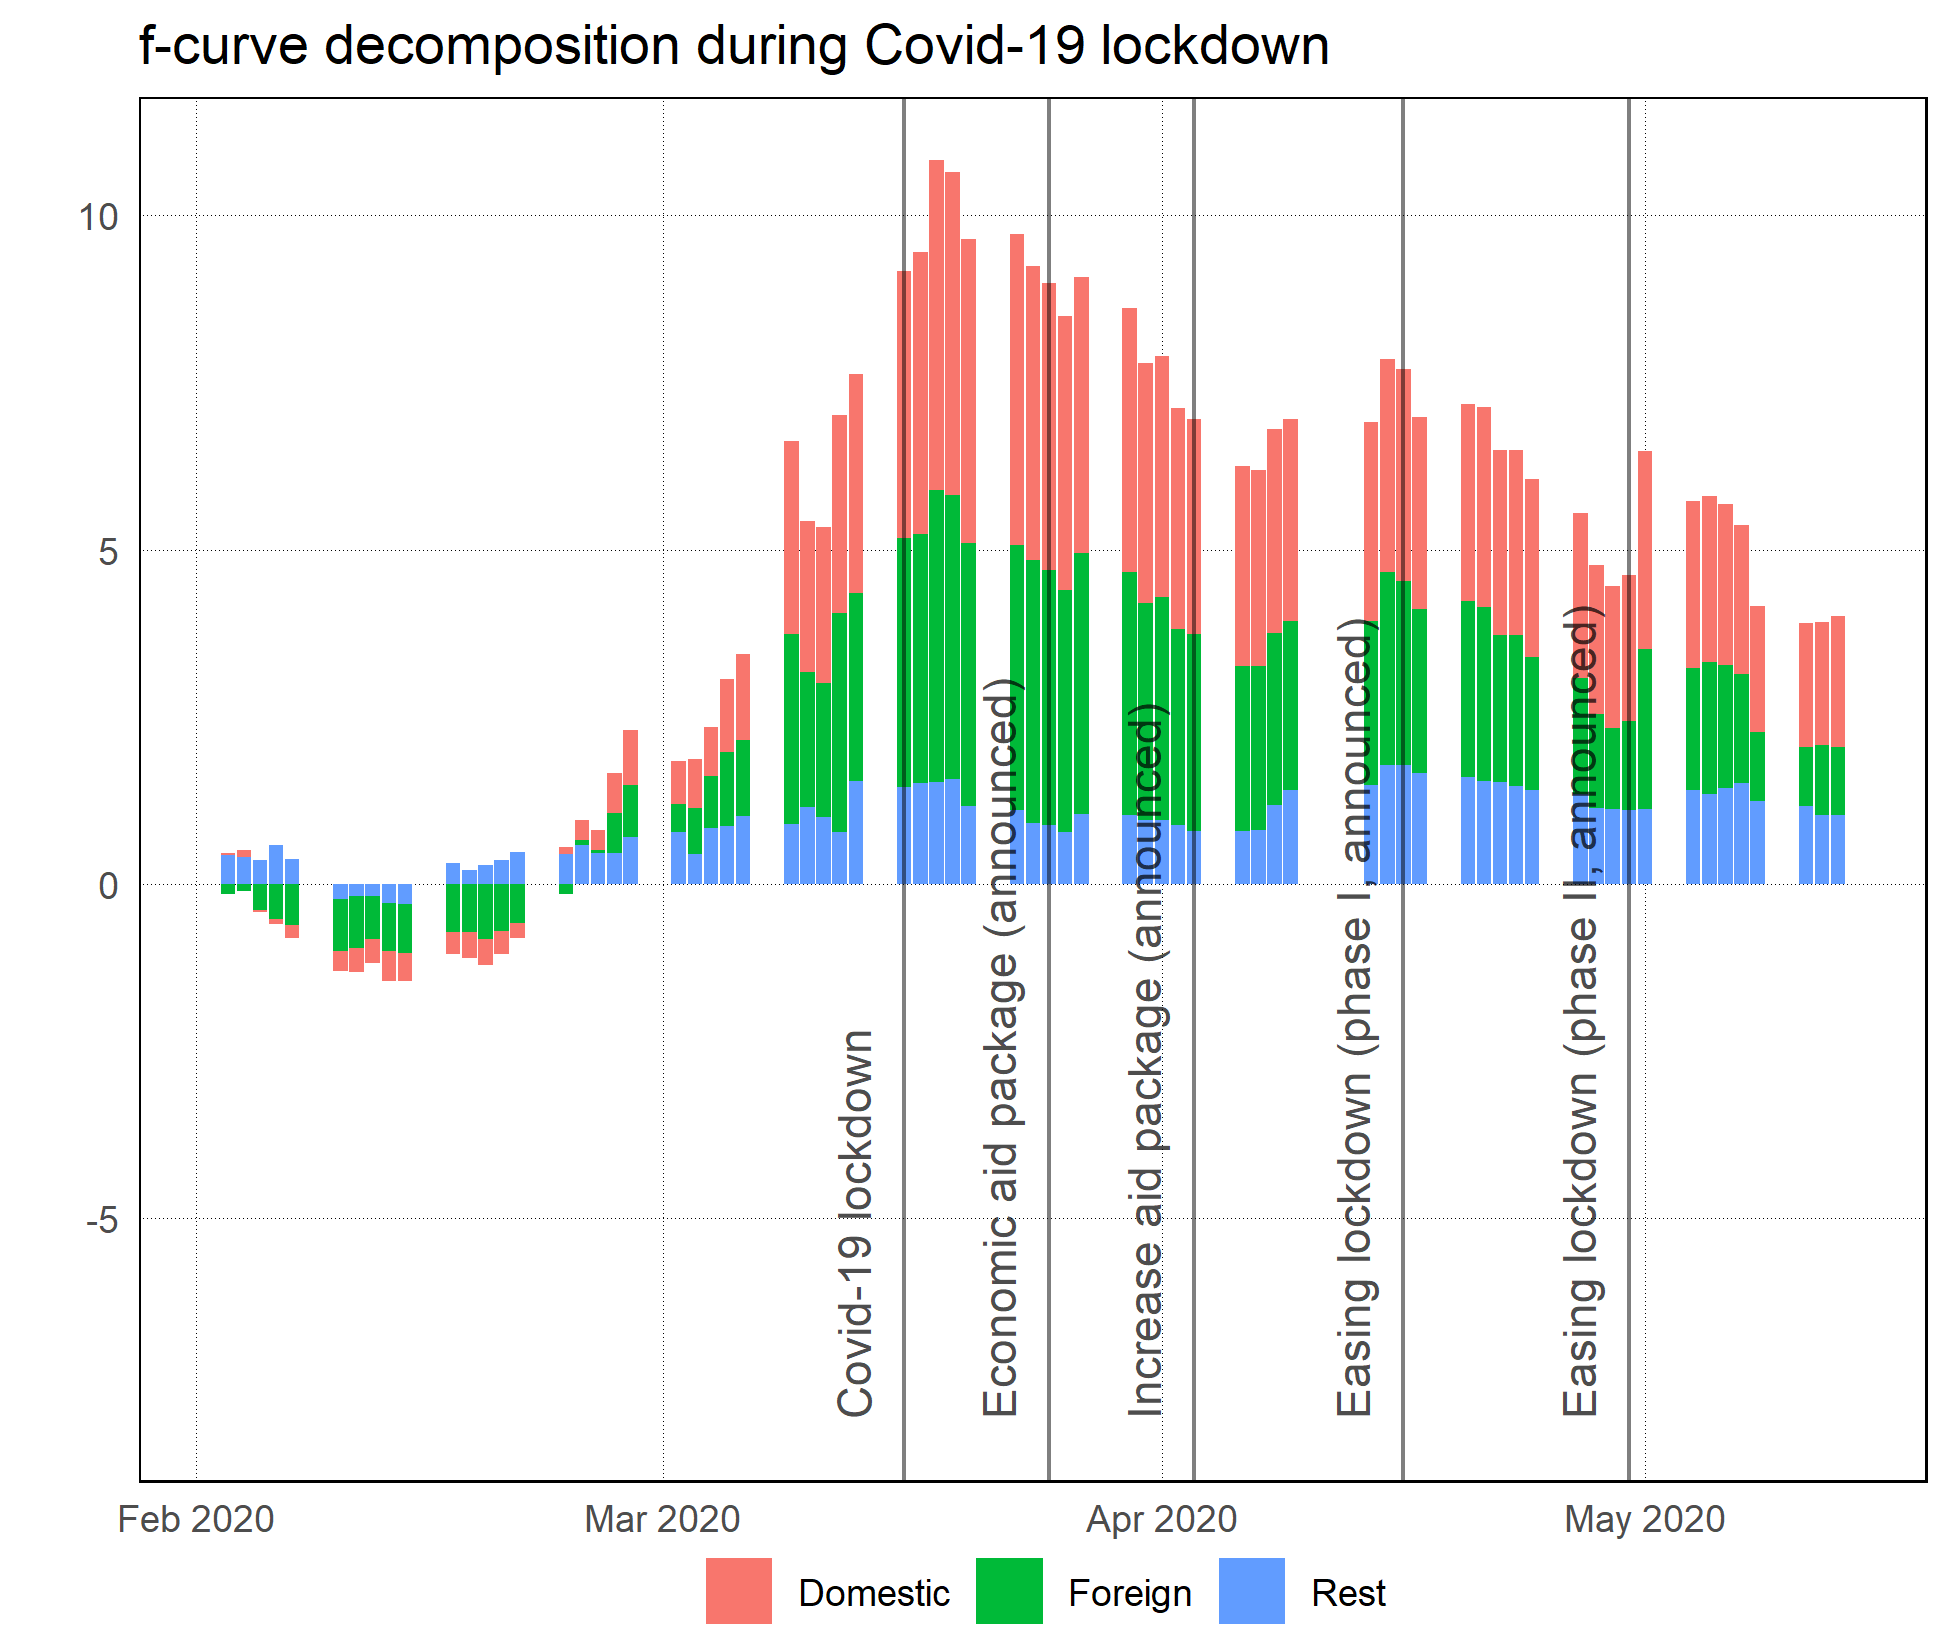 f-curve decomposition during Covid-19 lockdown
10
5
0
-5
Covid-19 lockdown
Economic aid package (announced)
Increase aid package (announced)
Easing lockdown (phase I, announced)
Easing lockdown (phase II, announced)
Feb 2020
Mar 2020
Apr 2020
May 2020
Domestic
Foreign
Rest